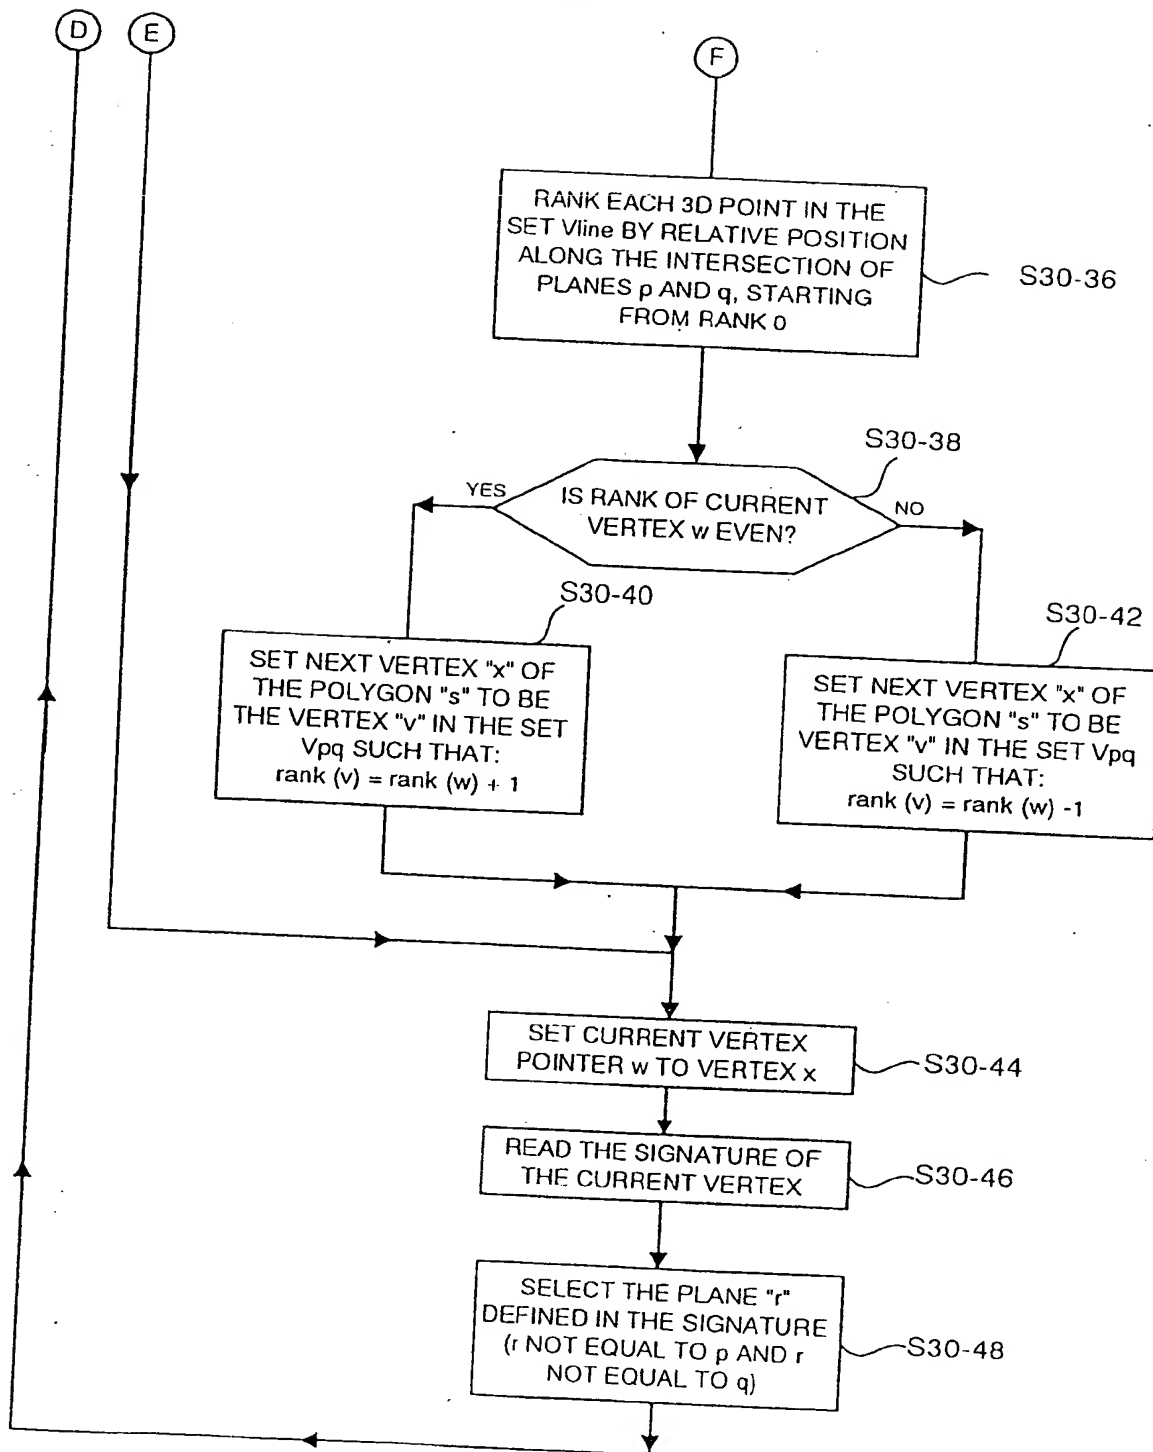 D
E
F
RANK EACH 3D POINT IN THE
SET Vline BY RELATIVE POSITION
ALONG THE INTERSECTION OF
PLANES p AND q, STARTING
FROM RANK 0
S30-36
S30-38
YES
IS RANK OF CURRENT
VERTEX w EVEN?
NO
S30-40
SET NEXT VERTEX "x" OF
THE POLYGON "s" TO BE
THE VERTEX "v" IN THE SET
Vpq SUCH THAT:
rank (v) = rank (w) + 1
S30-42
SET NEXT VERTEX "x" OF
THE POLYGON "s" TO BE
VERTEX "v" IN THE SET Vpq
SUCH THAT:
rank (v) = rank (w) -1
SET CURRENT VERTEX
POINTER w TO VERTEX x
S30-44
READ THE SIGNATURE OF
THE CURRENT VERTEX
S30-46
SELECT THE PLANE "r"
DEFINED IN THE SIGNATURE
(r NOT EQUAL TO p AND r
NOT EQUAL TO q)
S30-48